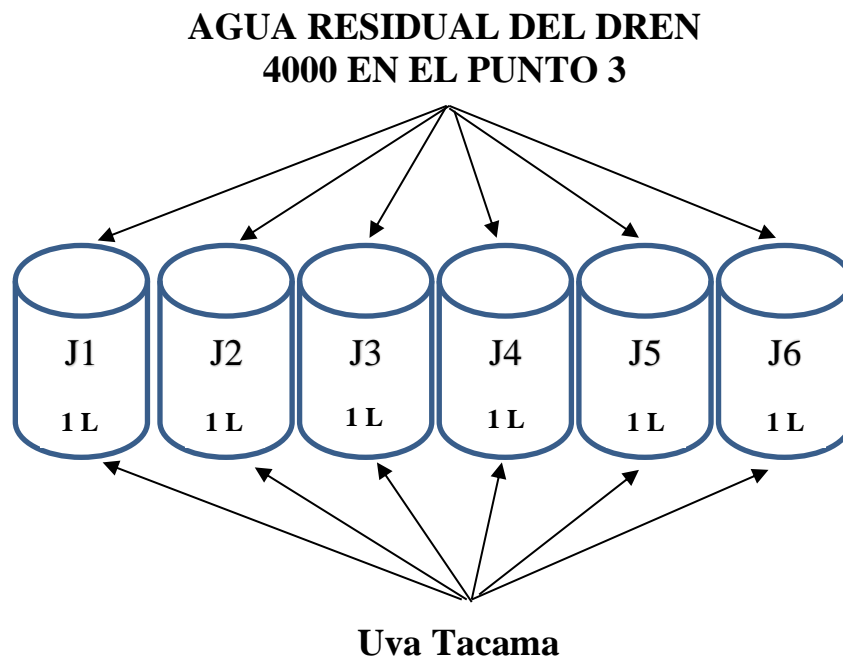 AGUA RESIDUAL DEL DREN
4000 EN EL PUNTO 3
J1 J2 J3 J4 J5 J6
1 L 1 L 1 L 1 L 1 L 1 L
Uva Tacama